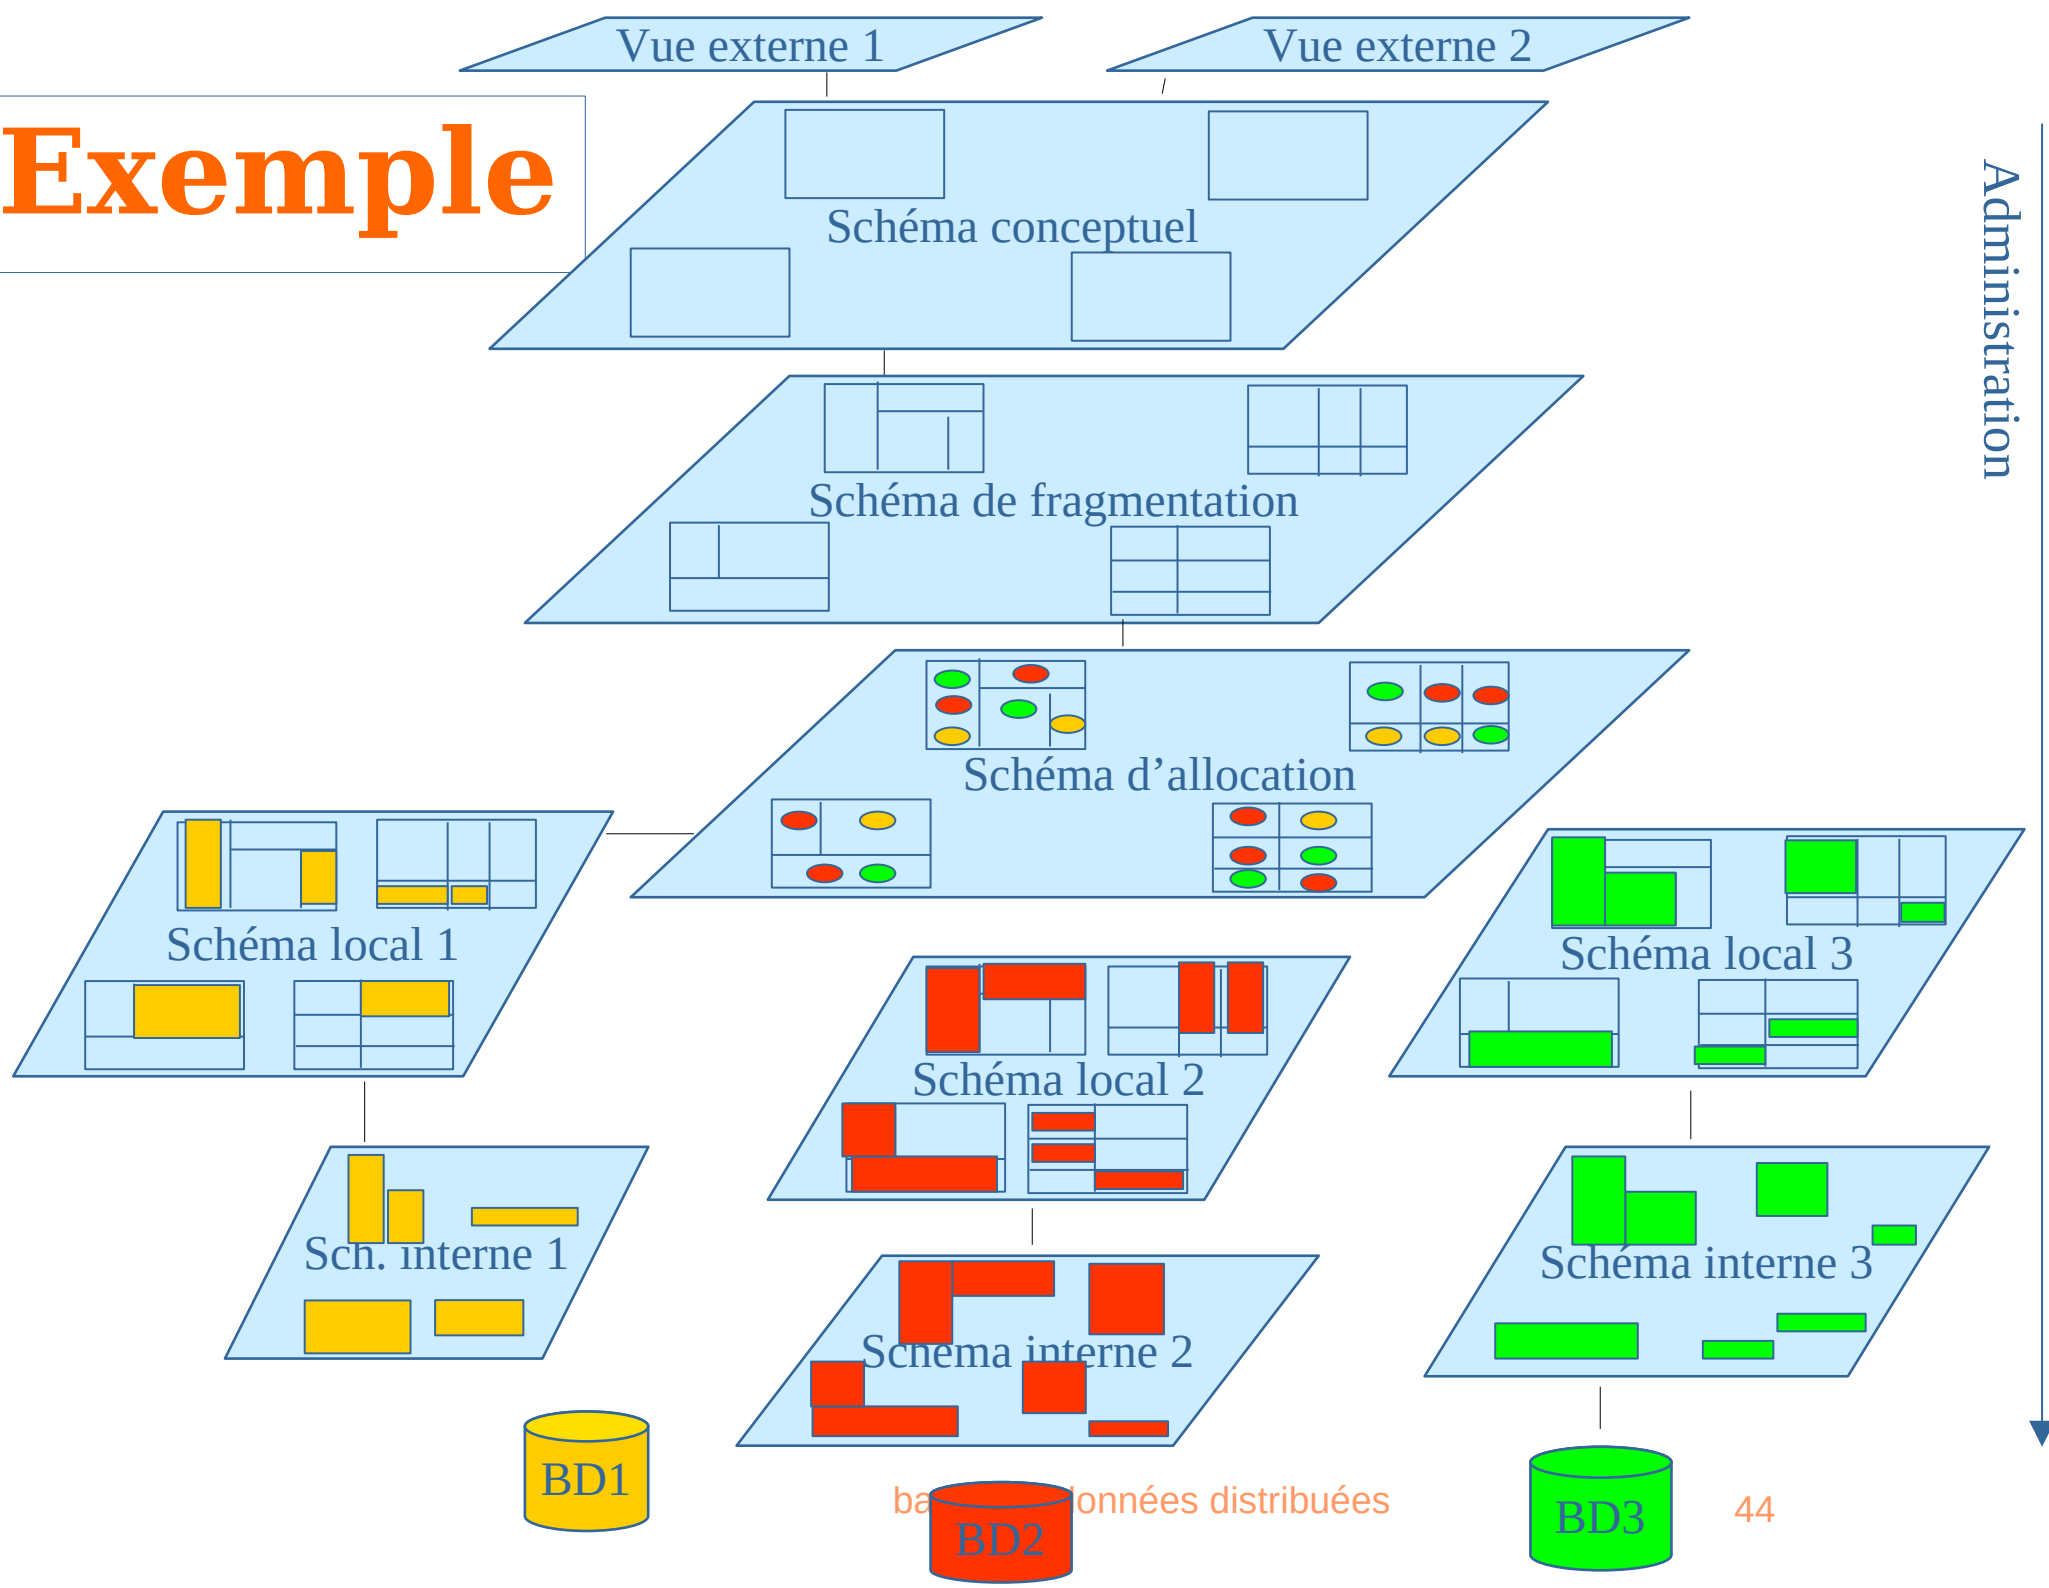 Vue externe 1
Vue externe 2
Exemple
Administration
Schéma conceptuel
Schéma de fragmentation
Schéma d’allocation
Schéma local 1
Schéma local 3
Schéma local 2
Sch. interne 1
Schéma interne 3
Schéma interne 2
BD1
données distribuées
BD2
BD3
44